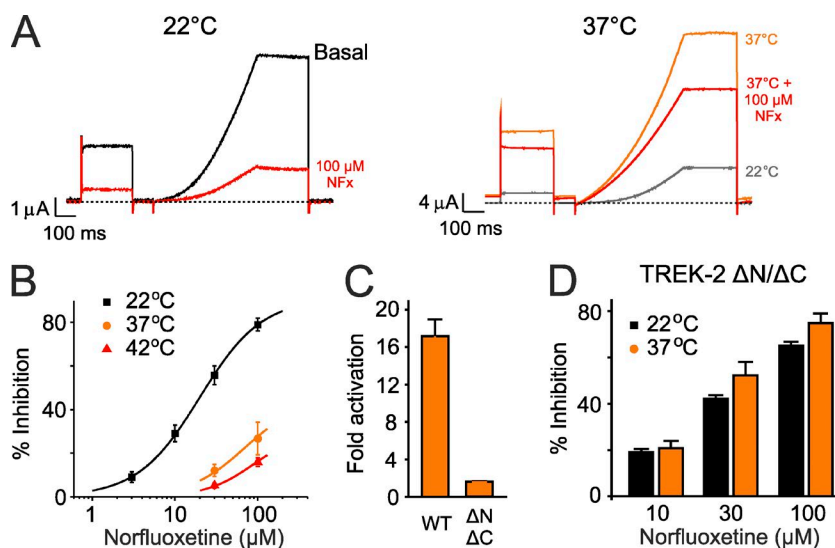 A
22°C
Basal
100 µM
NFx
1 µA
100 ms
37°C
37°C
37°C +
100 µM
NFx
22°C
4 µA
100 ms
B
22°C
37°C
42°C
% Inhibition
80
40
0
1
10
100
Norfluoxetine (µM)
C
Fold activation
20
16
12
8
4
0
WT
ΔN
ΔC
D
TREK-2 ΔN/ΔC
22°C
37°C
% Inhibition
80
40
0
10
30
100
Norfluoxetine (µM)